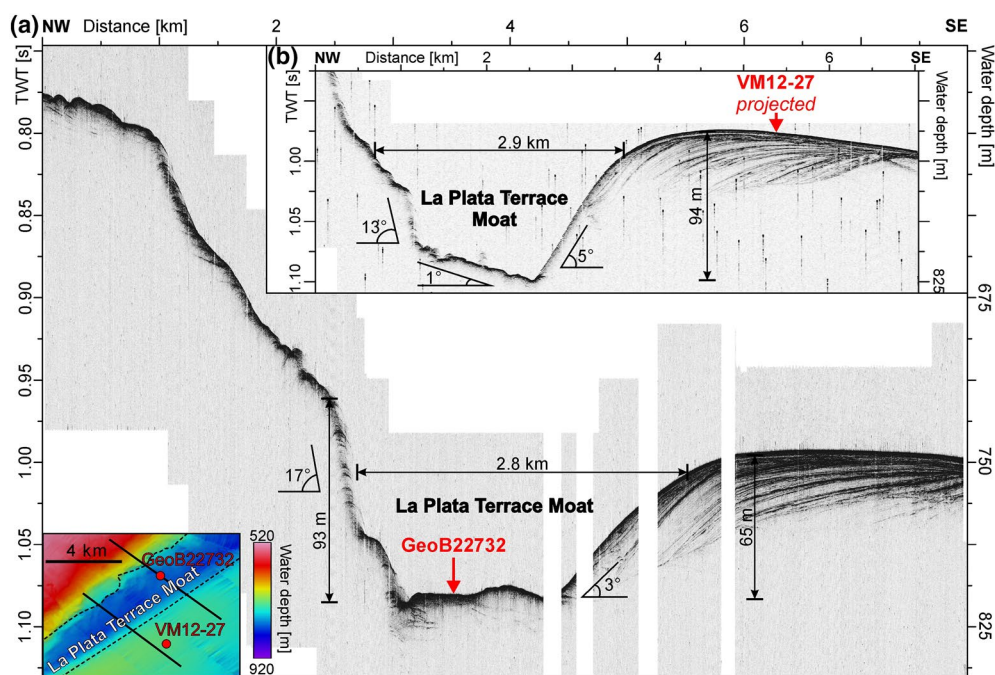 (a) NW Distance [km] 2 4 6 SE
(b) NW Distance [km] 2 4 6 SE
TWT [s]
0.80
0.85
0.90
0.95
1.00
1.05
1.10
TWT [s]
1.00
1.05
1.10
VM12-27
projected
2.9 km
La Plata Terrace
Moat
13°
1°
5°
94 m
Water depth [m]
825
Water depth [m]
675
750
825
17°
93 m
2.8 km
La Plata Terrace Moat
GeoB22732
3°
65 m
4 km
GeoB22732
La Plata Terrace Moat
VM12-27
520
Water depth [m]
920